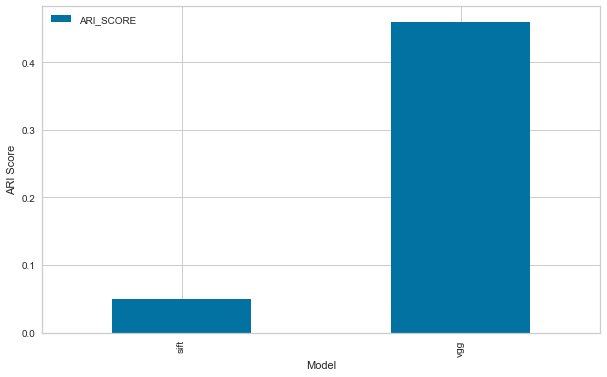 ARI_SCORE
ARI Score
0.4
0.3
0.2
0.1
0.0
sift
vgg
Model